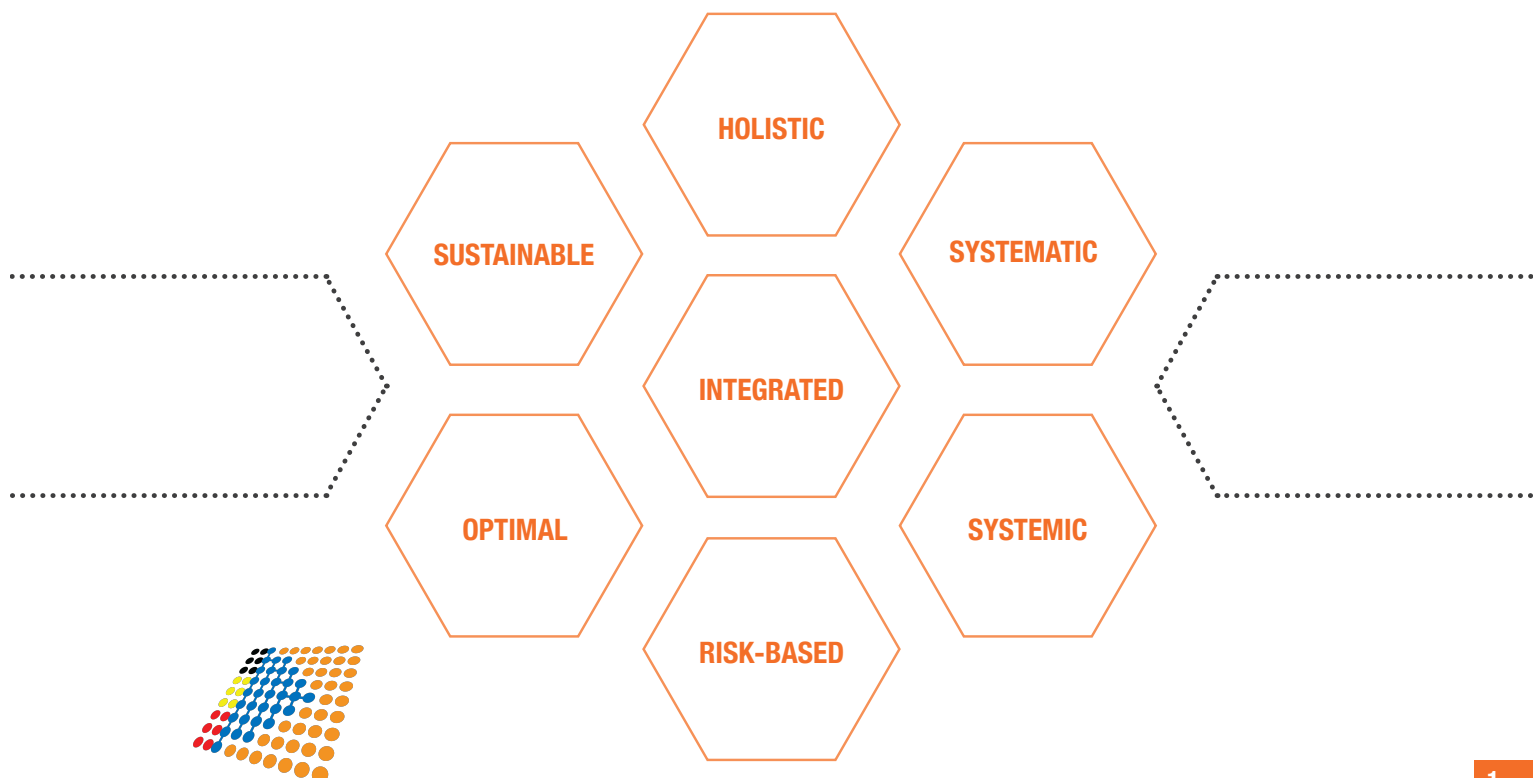 HOLISTIC
SUSTAINABLE
SYSTEMATIC
INTEGRATED
OPTIMAL
SYSTEMIC
RISK-BASED
1